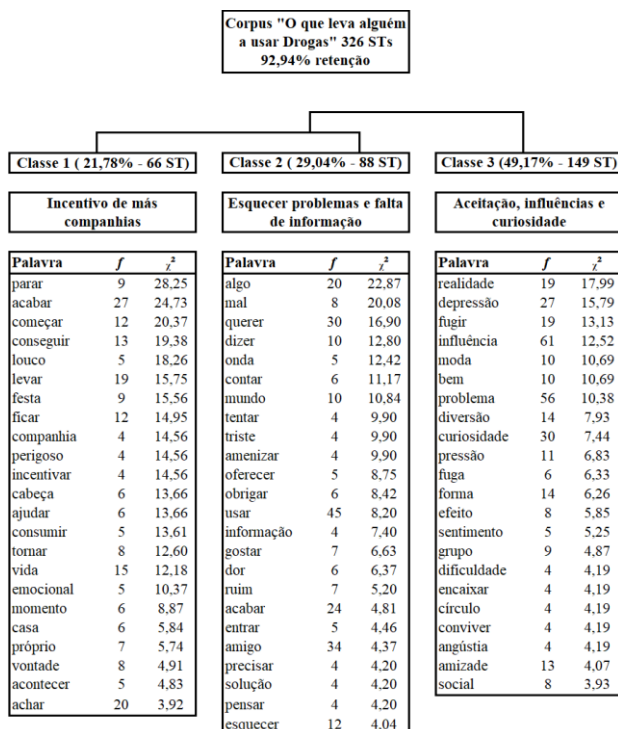 Corpus "O que leva alguém
a usar Drogas" 326 STs
92,94% retenção
Classe 1 ( 21,78% - 66 ST)
Classe 2 ( 29,04% - 88 ST)
Classe 3 (49,17% - 149 ST)
Incentivo de más
companhias
Esquecer problemas e falta
de informação
Aceitação, influências e
curiosidade
Palavra f χ²
parar 9 28,25
acabar 27 24,73
começar 12 20,37
conseguir 13 19,38
louco 5 18,26
levar 19 15,75
festa 9 15,56
ficar 12 14,95
companhia 4 14,56
perigoso 4 14,56
incentivar 4 14,56
cabeça 6 13,66
ajudar 6 13,66
consumir 5 13,61
tornar 8 12,60
vida 15 12,18
emocional 5 10,37
momento 6 8,87
casa 6 5,84
próprio 7 5,74
vontade 8 4,91
acontecer 5 4,83
achar 20 3,92
Palavra f χ²
algo 20 22,87
mal 8 20,08
querer 30 16,90
dizer 10 12,80
onda 5 12,42
contar 6 11,17
mundo 10 10,84
tentar 4 9,90
triste 4 9,90
amenizar 4 9,90
oferecer 5 8,75
obrigar 6 8,42
usar 45 8,20
informação 4 7,40
gostar 7 6,63
dor 6 6,37
ruim 7 5,20
acabar 24 4,81
entrar 5 4,46
amigo 34 4,37
precisar 4 4,20
solução 4 4,20
pensar 4 4,20
esquecer 12 4,04
Palavra f χ²
realidade 19 17,99
depressão 27 15,79
fugir 19 13,13
influência 61 12,52
moda 10 10,69
bem 10 10,69
problema 56 10,38
diversão 14 7,93
curiosidade 30 7,44
pressão 11 6,83
fuga 6 6,33
forma 14 6,26
efeito 8 5,85
sentimento 5 5,25
grupo 9 4,87
dificuldade 4 4,19
encaixar 4 4,19
círculo 4 4,19
conviver 4 4,19
angústia 4 4,19
amizade 13 4,07
social 8 3,93